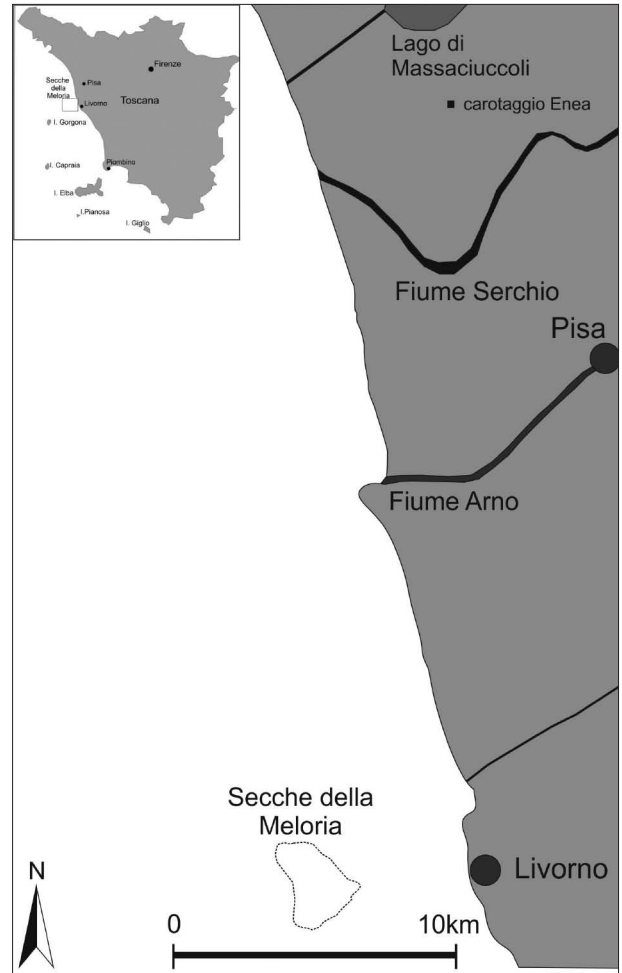 Firenze
Secche
della
Meloria
Pisa
Livorno
Toscana
I. Gorgona
I. Capraia
Piombino
I. Elba
I.Pianosa
I. Giglio
Lago di
Massaciuccoli
carotaggio Enea
Fiume Serchio
Pisa
Fiume Arno
Secche della
Meloria
Livorno
N
0
10km